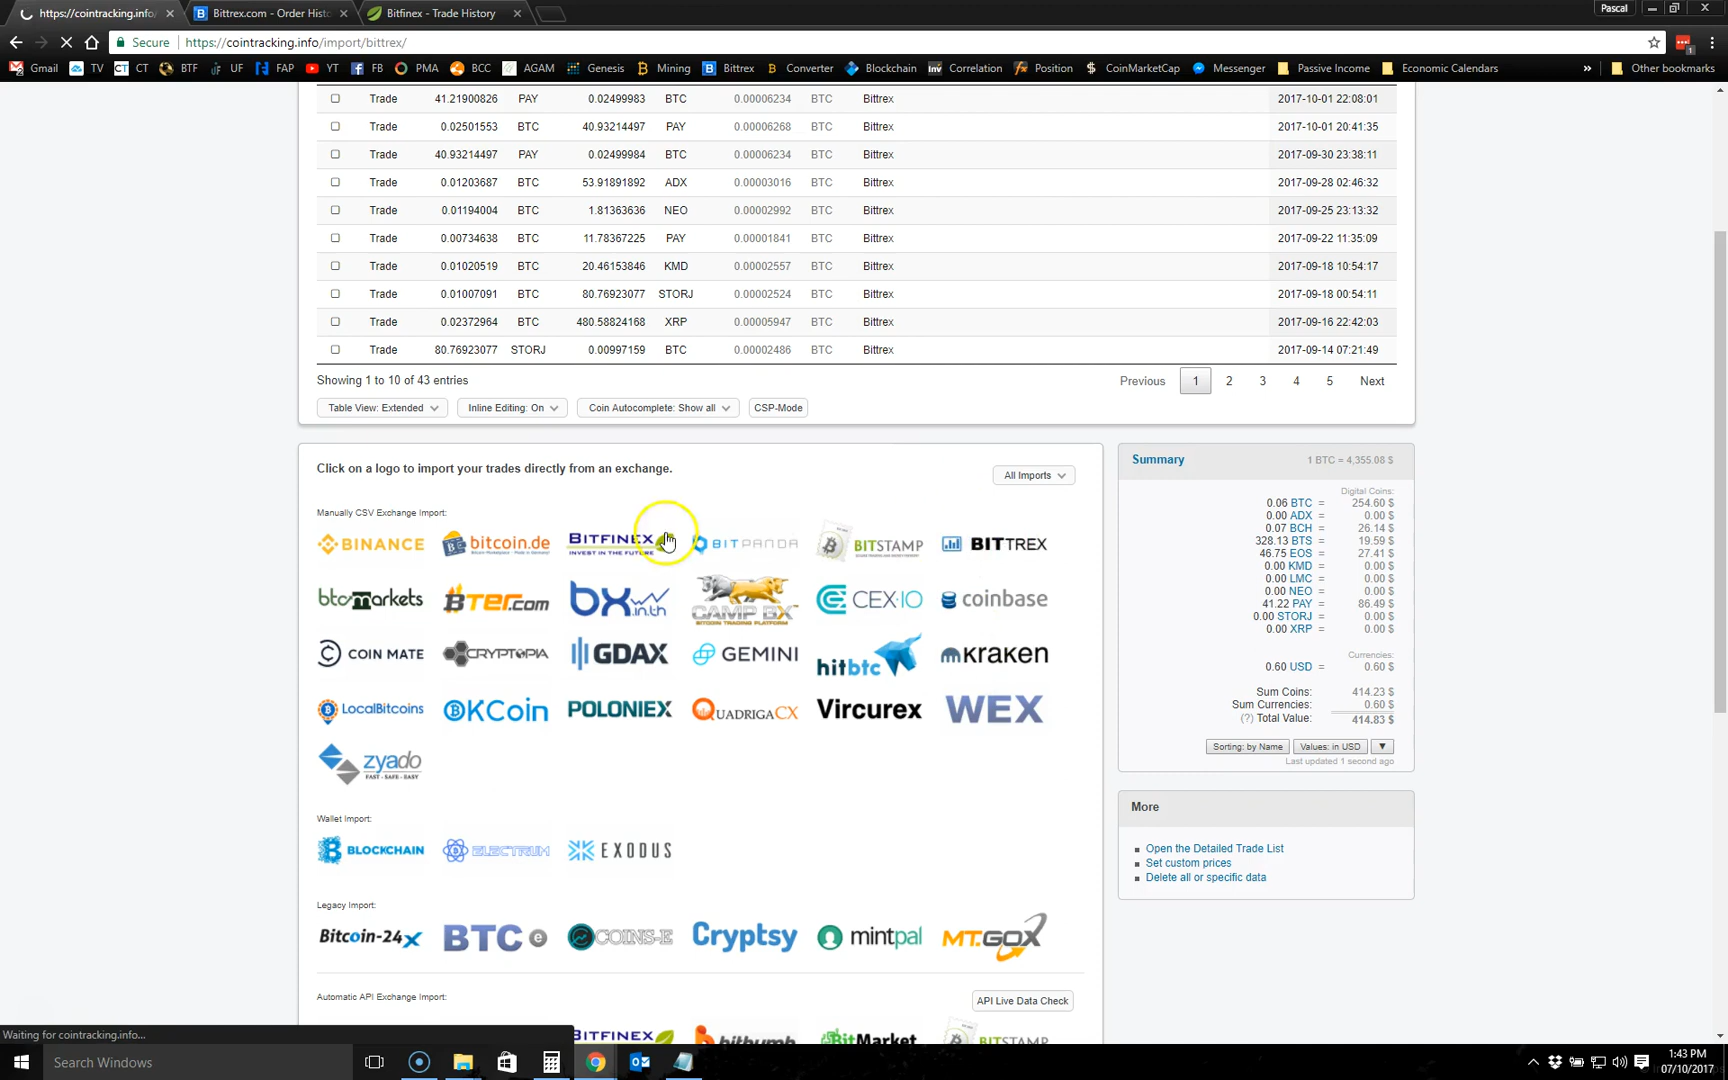 https://cointracking.info/
Bittrex.com - Order Hist
Bitfinex - Trade History
Pascal
Secure
https://cointracking.info/import/bittrex/
Gmail TV CT BTF UF FAP YT FB PMA BCC AGAM Genesis Mining Bittrex Converter Blockchain Correlation Position CoinMarketCap Messenger Passive Income Economic Calendars » Other bookmarks
Trade 41.21900826 PAY 0.02499983 BTC 0.00006234 BTC Bittrex 2017-10-01 22:08:01
Trade 0.02501553 BTC 40.93214497 PAY 0.00006268 BTC Bittrex 2017-10-01 20:41:35
Trade 40.93214497 PAY 0.02499984 BTC 0.00006234 BTC Bittrex 2017-09-30 23:38:11
Trade 0.01203687 BTC 53.91891892 ADX 0.00003016 BTC Bittrex 2017-09-28 02:46:32
Trade 0.01194004 BTC 1.81363636 NEO 0.00002992 BTC Bittrex 2017-09-25 23:13:32
Trade 0.00734638 BTC 11.78367225 PAY 0.00001841 BTC Bittrex 2017-09-22 11:35:09
Trade 0.01020519 BTC 20.46153846 KMD 0.00002557 BTC Bittrex 2017-09-18 10:54:17
Trade 0.01007091 BTC 80.76923077 STORJ 0.00002524 BTC Bittrex 2017-09-18 00:54:11
Trade 0.02372964 BTC 480.58824168 XRP 0.00005947 BTC Bittrex 2017-09-16 22:42:03
Trade 80.76923077 STORJ 0.00997159 BTC 0.00002486 BTC Bittrex 2017-09-14 07:21:49
Showing 1 to 10 of 43 entries
Previous 1 2 3 4 5 Next
Table View: Extended Inline Editing: On Coin Autocomplete: Show all CSP-Mode
Click on a logo to import your trades directly from an exchange.
All Imports
Manually CSV Exchange Import:
BINANCE bitcoin.de BITFINEX BITPANDA BITSTAMP BITTREX
Bitcoin Marketplace - Made in Germany
INVEST IN THE FUTURE
btcmarkets BTER.com bx.in.th CAMP BX CEX.IO coinbase
BITCOIN TRADING PLATFORM
COIN MATE CRYPTOPIA GDAX GEMINI hitbtc kraken
LocalBitcoins OKCoin POLONIEX QUADRIGACX Vircurex WEX
zyado
FAST - SAFE - EASY
Wallet Import:
BLOCKCHAIN ELECTRUM EXODUS
Legacy Import:
Bitcoin-24x BTC e COINS-E Cryptsy mintpal MT.GOX
Automatic API Exchange Import:
API Live Data Check
BITFINEX bithumb BitMarket BITSTAMP
Summary
1 BTC = 4,355.08 $
Digital Coins:
0.06 BTC = 254.60 $
0.00 ADX = 0.00 $
0.07 BCH = 26.14 $
328.13 BTS = 19.59 $
46.75 EOS = 27.41 $
0.00 KMD = 0.00 $
0.00 LMC = 0.00 $
0.00 NEO = 0.00 $
41.22 PAY = 86.49 $
0.00 STORJ = 0.00 $
0.00 XRP = 0.00 $
Currencies:
0.60 USD = 0.60 $
Sum Coins: 414.23 $
Sum Currencies: 0.60 $
(?) Total Value: 414.83 $
Sorting: by Name Values: in USD ▼
Last updated 1 second ago
More
Open the Detailed Trade List
Set custom prices
Delete all or specific data
Waiting for cointracking.info...
Search Windows
1:43 PM
07/10/2017